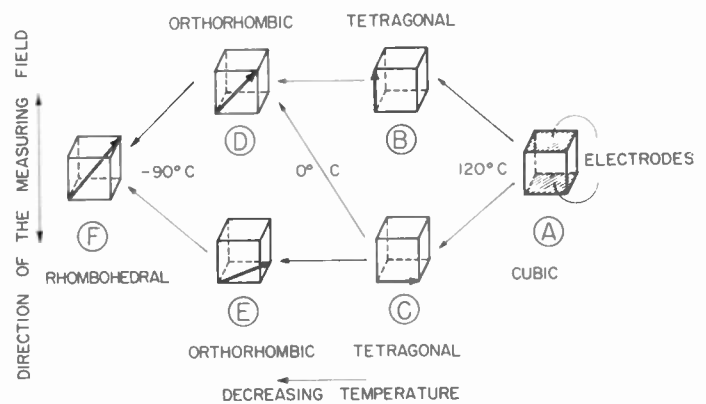 ORTHORHOMBIC
TETRAGONAL
DIRECTION OF THE MEASURING FIELD
D
B
-90° C
0° C
120° C
ELECTRODES
F
A
RHOMBOHEDRAL
CUBIC
E
C
ORTHORHOMBIC
TETRAGONAL
DECREASING TEMPERATURE